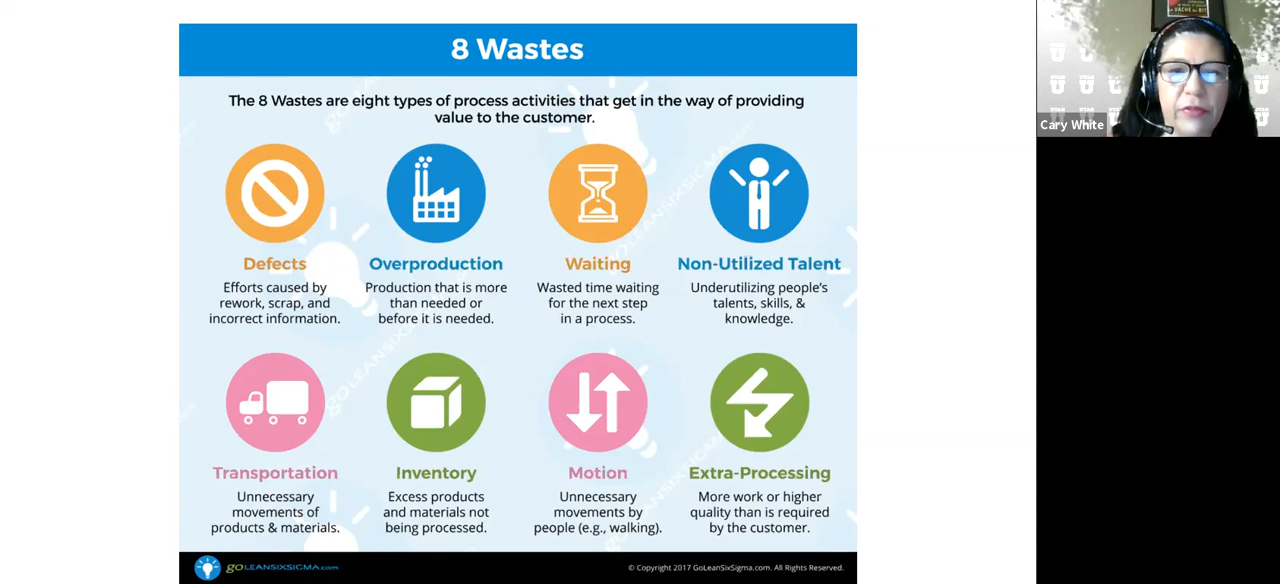 8 Wastes
The 8 Wastes are eight types of process activities that get in the way of providing
value to the customer.
Defects
Efforts caused by
rework, scrap, and
incorrect information.
Overproduction
Production that is more
than needed or
before it is needed.
Waiting
Wasted time waiting
for the next step
in a process.
Non-Utilized Talent
Underutilizing people's
talents, skills, &
knowledge.
Transportation
Unnecessary
movements of
products & materials.
Inventory
Excess products
and materials not
being processed.
Motion
Unnecessary
movements by
people (e.g., walking).
Extra-Processing
More work or higher
quality than is required
by the customer.
goLEANSIXSIGMA.com
© Copyright 2017 GoLeanSixSigma.com. All Rights Reserved.
Cary White